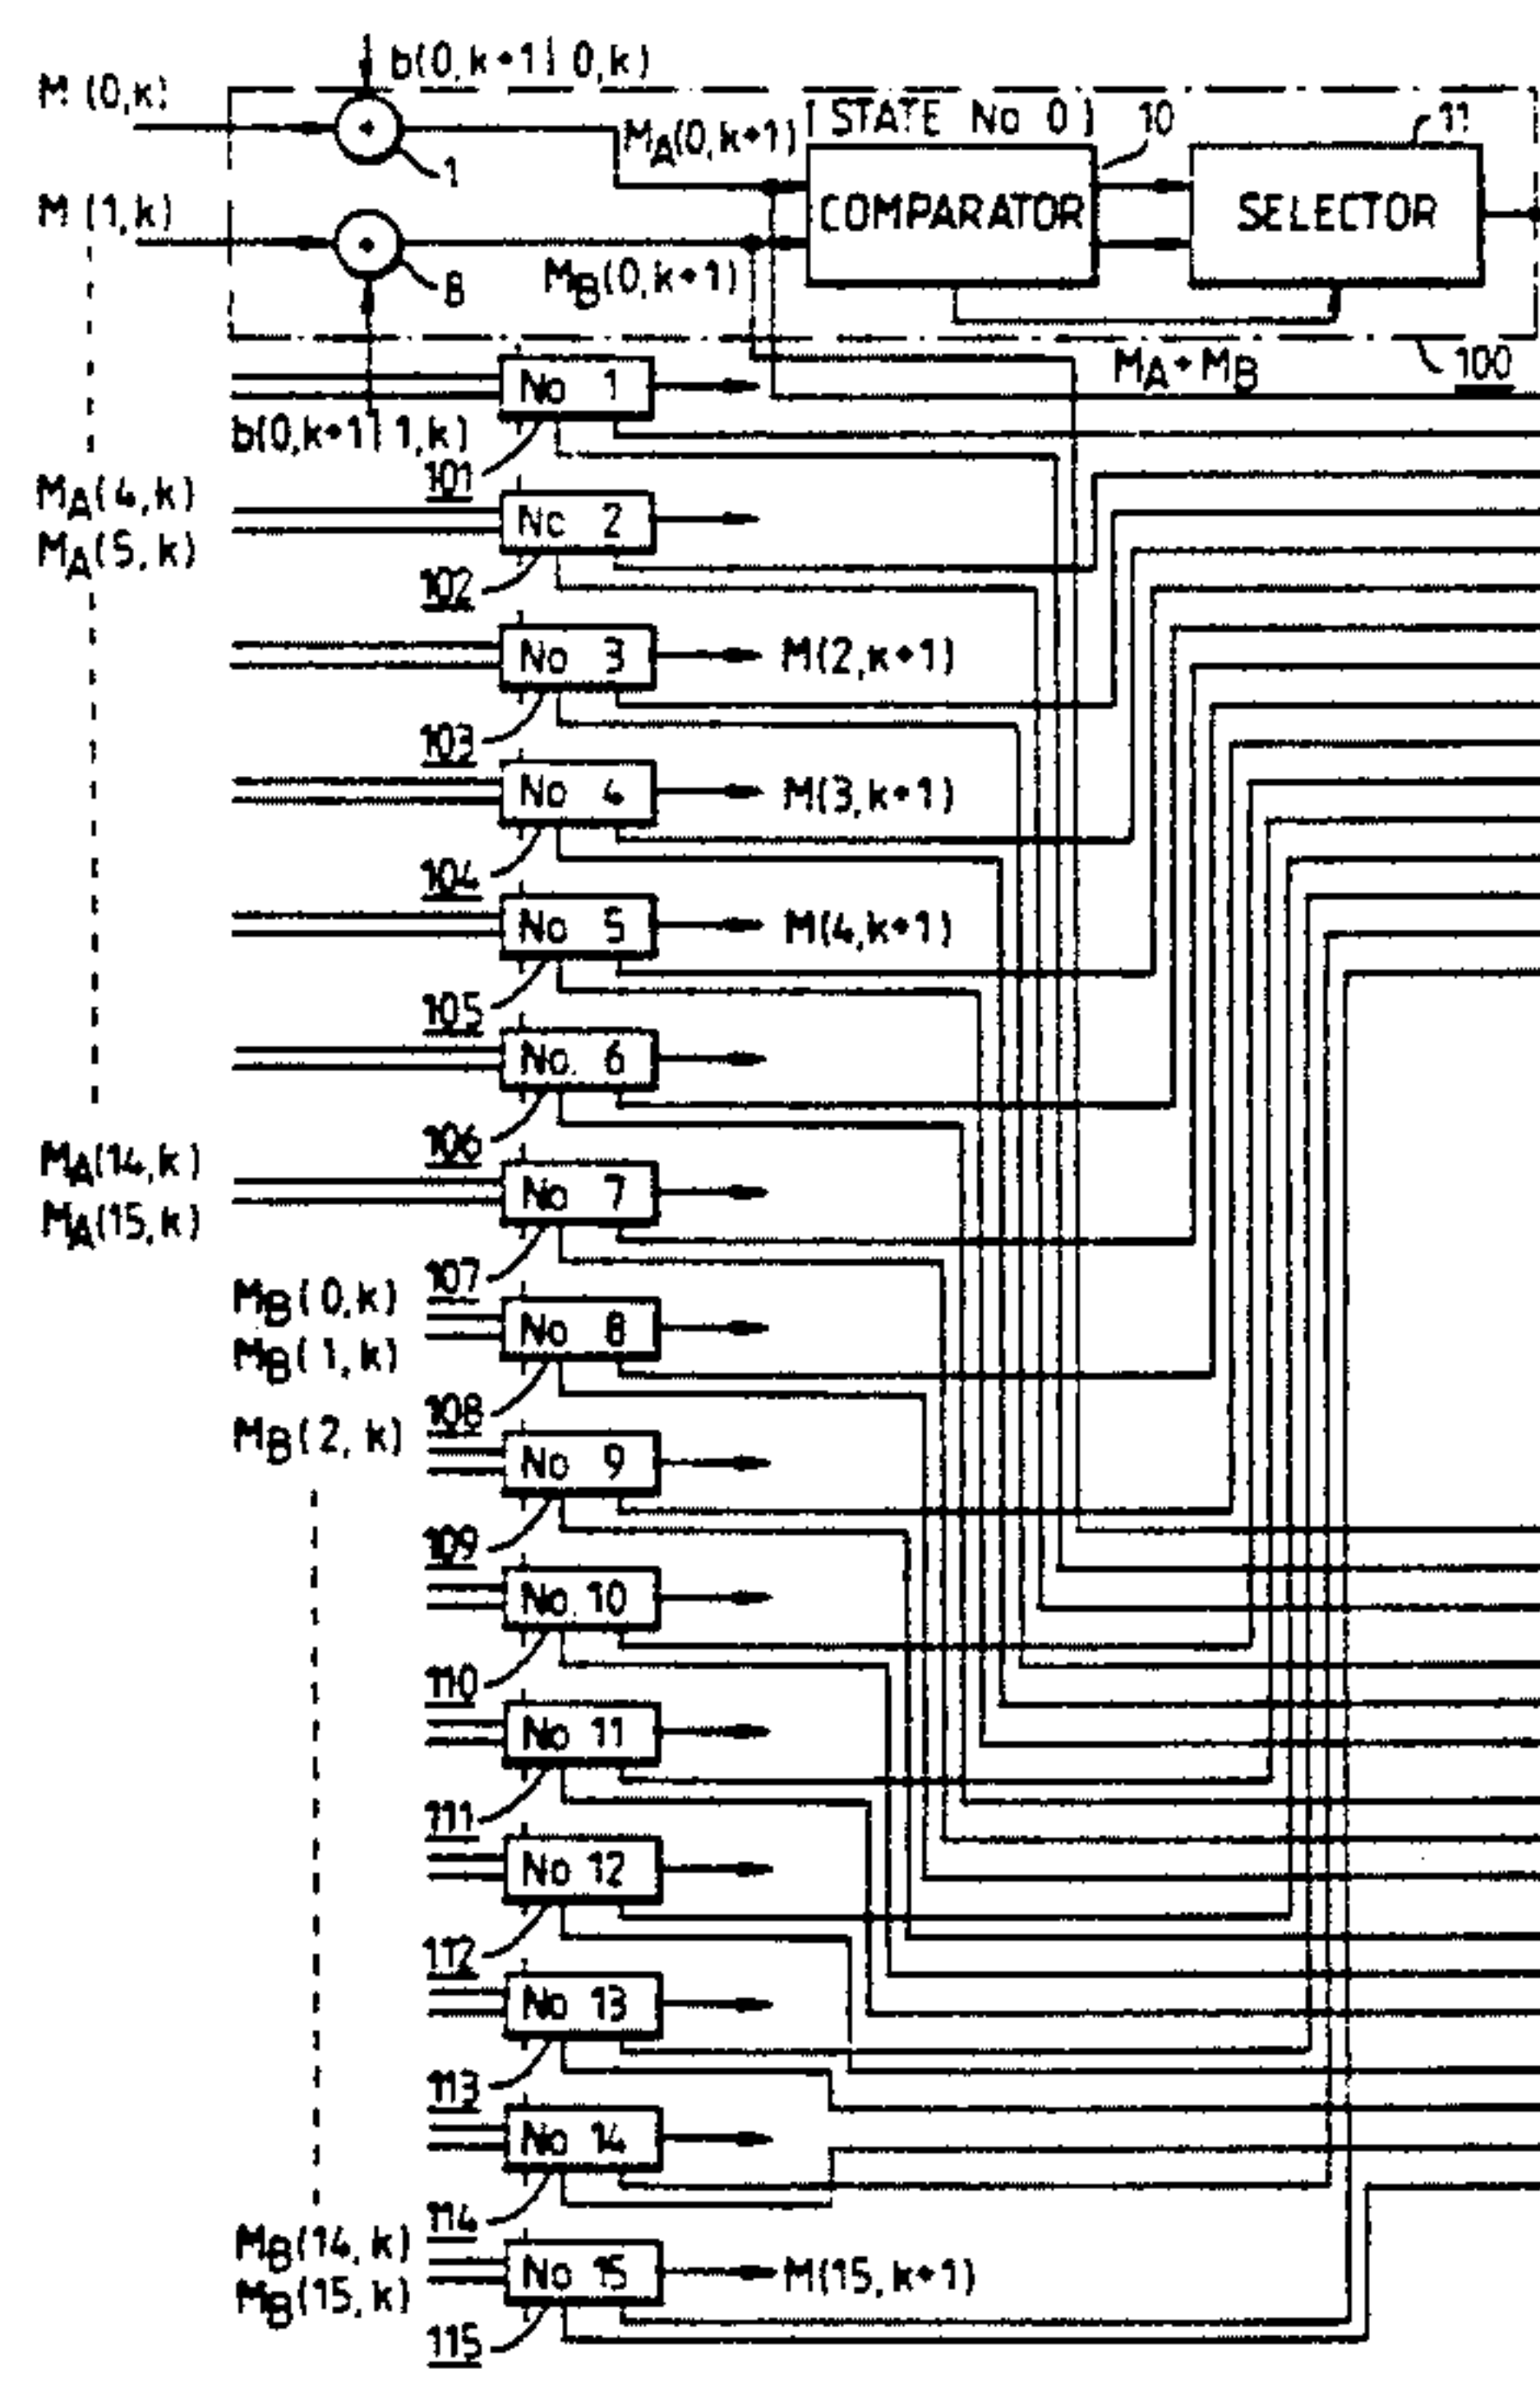 b(0,k+1| 0,k)
M (0,k)
[STATE No 0] 10 11
MA(0,k+1)
1
M (1,k)
COMPARATOR SELECTOR
8
MB(0,k+1)
MA+MB 100
No 1
b(0,k+1| 1,k)
101
MA(4,k)
No 2
MA(5,k)
102
No 3 M(2,k+1)
103
No 4 M(3,k+1)
104
No 5 M(4,k+1)
105
No. 6
106
MA(14,k)
No 7
MA(15,k)
107
MB(0,k)
No 8
MB(1,k)
108
MB(2,k)
No 9
109
No. 10
110
No 11
111
No 12
112
No 13
113
No 14
114
MB(14,k)
No 15 M(15,k+1)
MB(15,k)
115